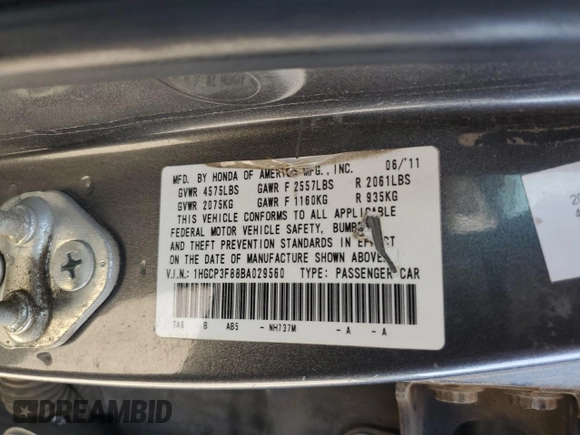 MFD. BY HONDA OF AMERICA MFG., INC. 06/11
GVWR 4575LBS GAWR F 2557LBS R 2061LBS
GVWR 2075KG GAWR F 1160KG R 935KG
THIS VEHICLE CONFORMS TO ALL APPLICABLE
FEDERAL MOTOR VEHICLE SAFETY, BUMPER
AND THEFT PREVENTION STANDARDS IN EFFECT
ON THE DATE OF MANUFACTURE SHOWN ABOVE.
V.I.N.: 1HGCP3F88BA029560 TYPE: PASSENGER CAR
TA5 B AB5 - NH737M - A - A
DREAMBID